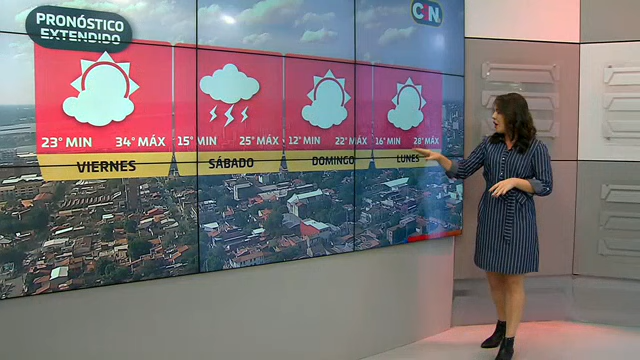 PRONÓSTICO
EXTENDIDO
C9N
23° MIN 34° MÁX
VIERNES
15° MIN 25° MÁX
SÁBADO
12° MIN 22° MÁX
DOMINGO
16° MIN 28° MÁX
LUNES